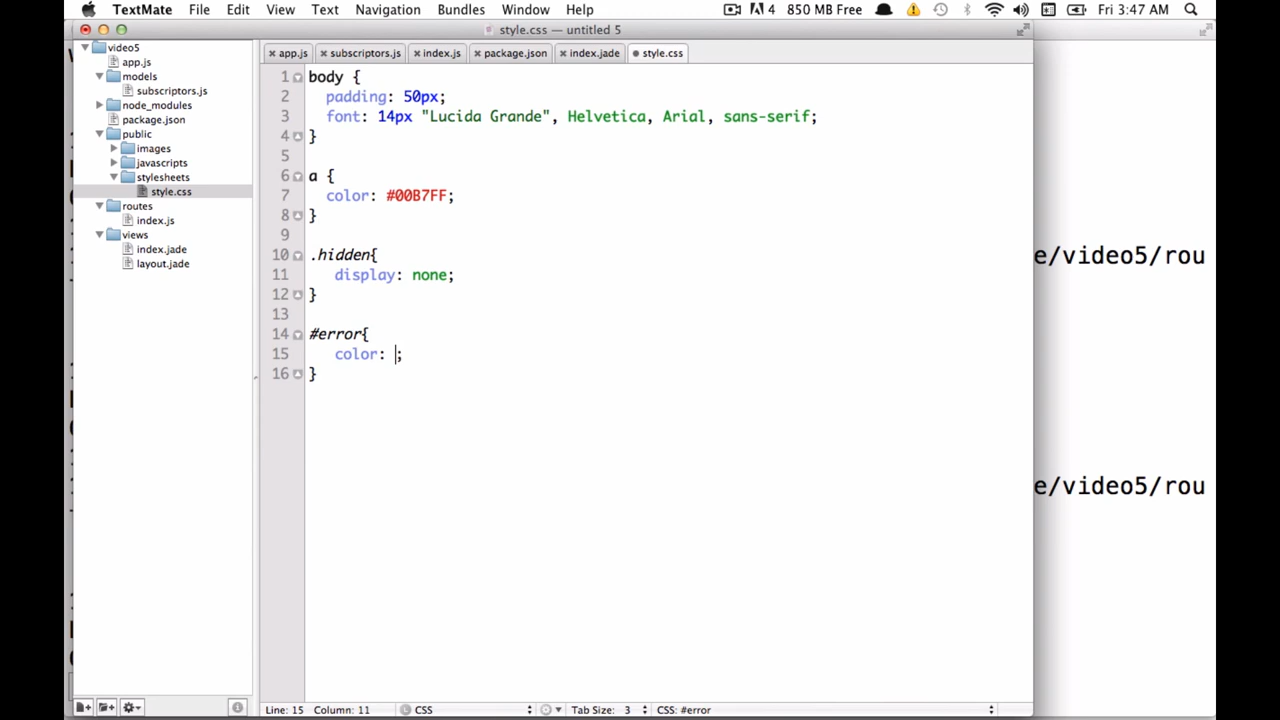 TextMate File Edit View Text Navigation Bundles Window Help 4 850 MB Free Fri 3:47 AM
style.css — untitled 5
video5
app.js
models
subscriptors.js
node_modules
package.json
public
images
javascripts
stylesheets
style.css
routes
index.js
views
index.jade
layout.jade
app.js subscriptors.js index.js package.json index.jade style.css
1 body {
2 padding: 50px;
3 font: 14px "Lucida Grande", Helvetica, Arial, sans-serif;
4 }
5
6 a {
7 color: #00B7FF;
8 }
9
10 .hidden{
11 display: none;
12 }
13
14 #error{
15 color: ;
16 }
e/video5/rou
e/video5/rou
Line: 15 Column: 11 CSS Tab Size: 3 CSS: #error